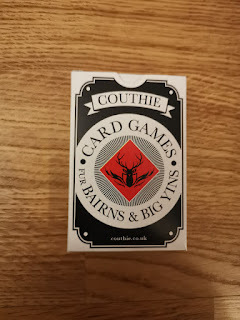 COUTHIE
CARD GAMES
FUR BAIRNS & BIG YINS
couthie.co.uk